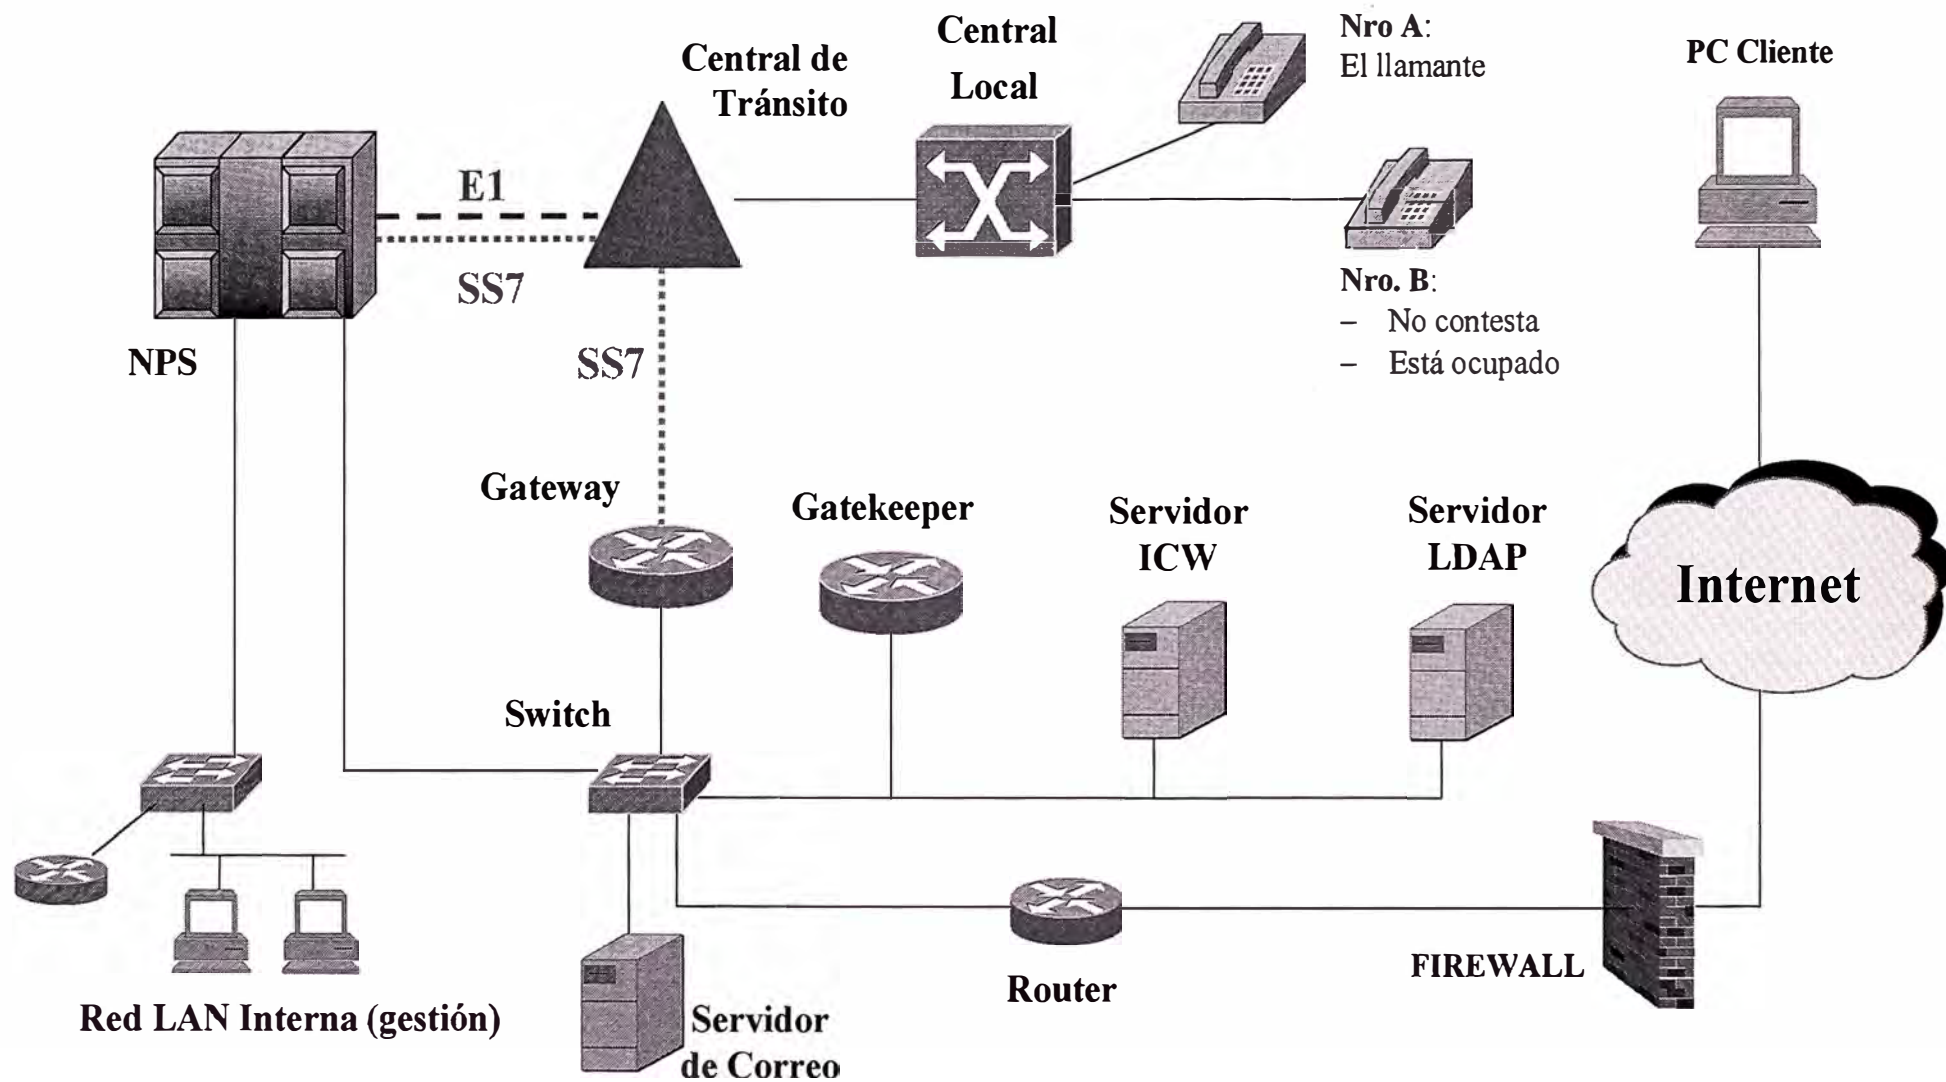 Central de
Tránsito
Central
Local
Nro A:
El llamante
PC Cliente
E1
SS7
NPS
SS7
Nro. B:
– No contesta
– Está ocupado
Gateway
Gatekeeper
Servidor
ICW
Servidor
LDAP
Internet
Switch
Red LAN Interna (gestión)
Servidor
de Correo
Router
FIREWALL